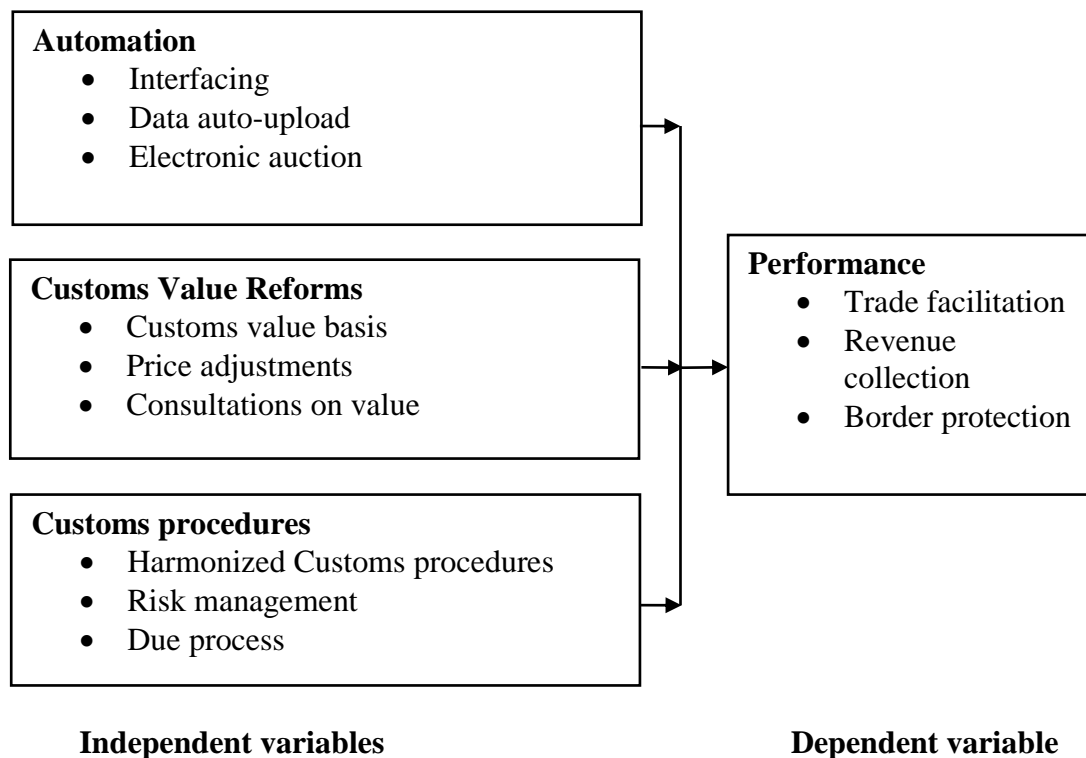 Automation
• Interfacing
• Data auto-upload
• Electronic auction
Customs Value Reforms
• Customs value basis
• Price adjustments
• Consultations on value
Customs procedures
• Harmonized Customs procedures
• Risk management
• Due process
Performance
• Trade facilitation
• Revenue
collection
• Border protection
Independent variables
Dependent variable